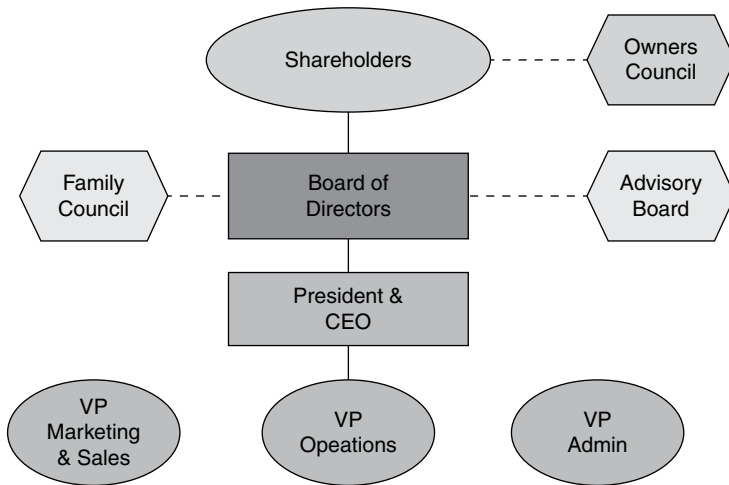 Shareholders
Owners
Council
Family
Council
Board of
Directors
Advisory
Board
President &
CEO
VP
Marketing
& Sales
VP
Opeations
VP
Admin